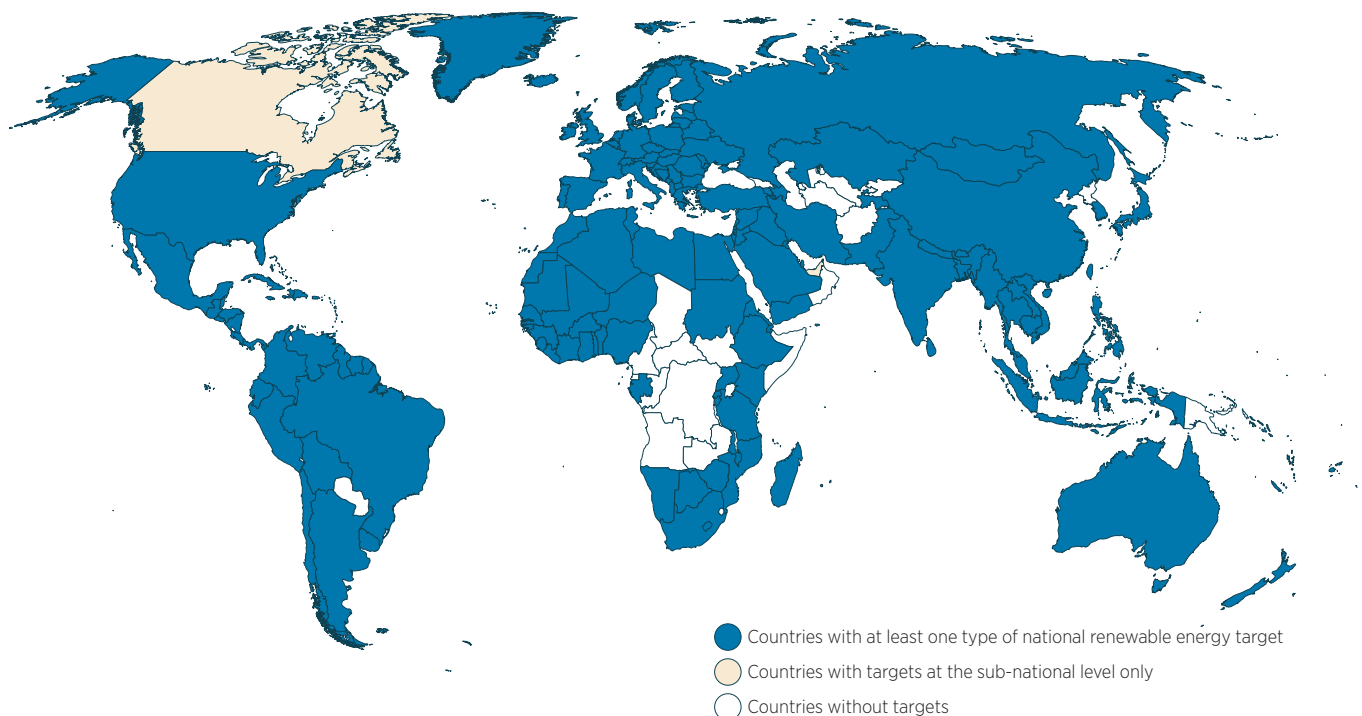 Countries with at least one type of national renewable energy target
Countries with targets at the sub-national level only
Countries without targets